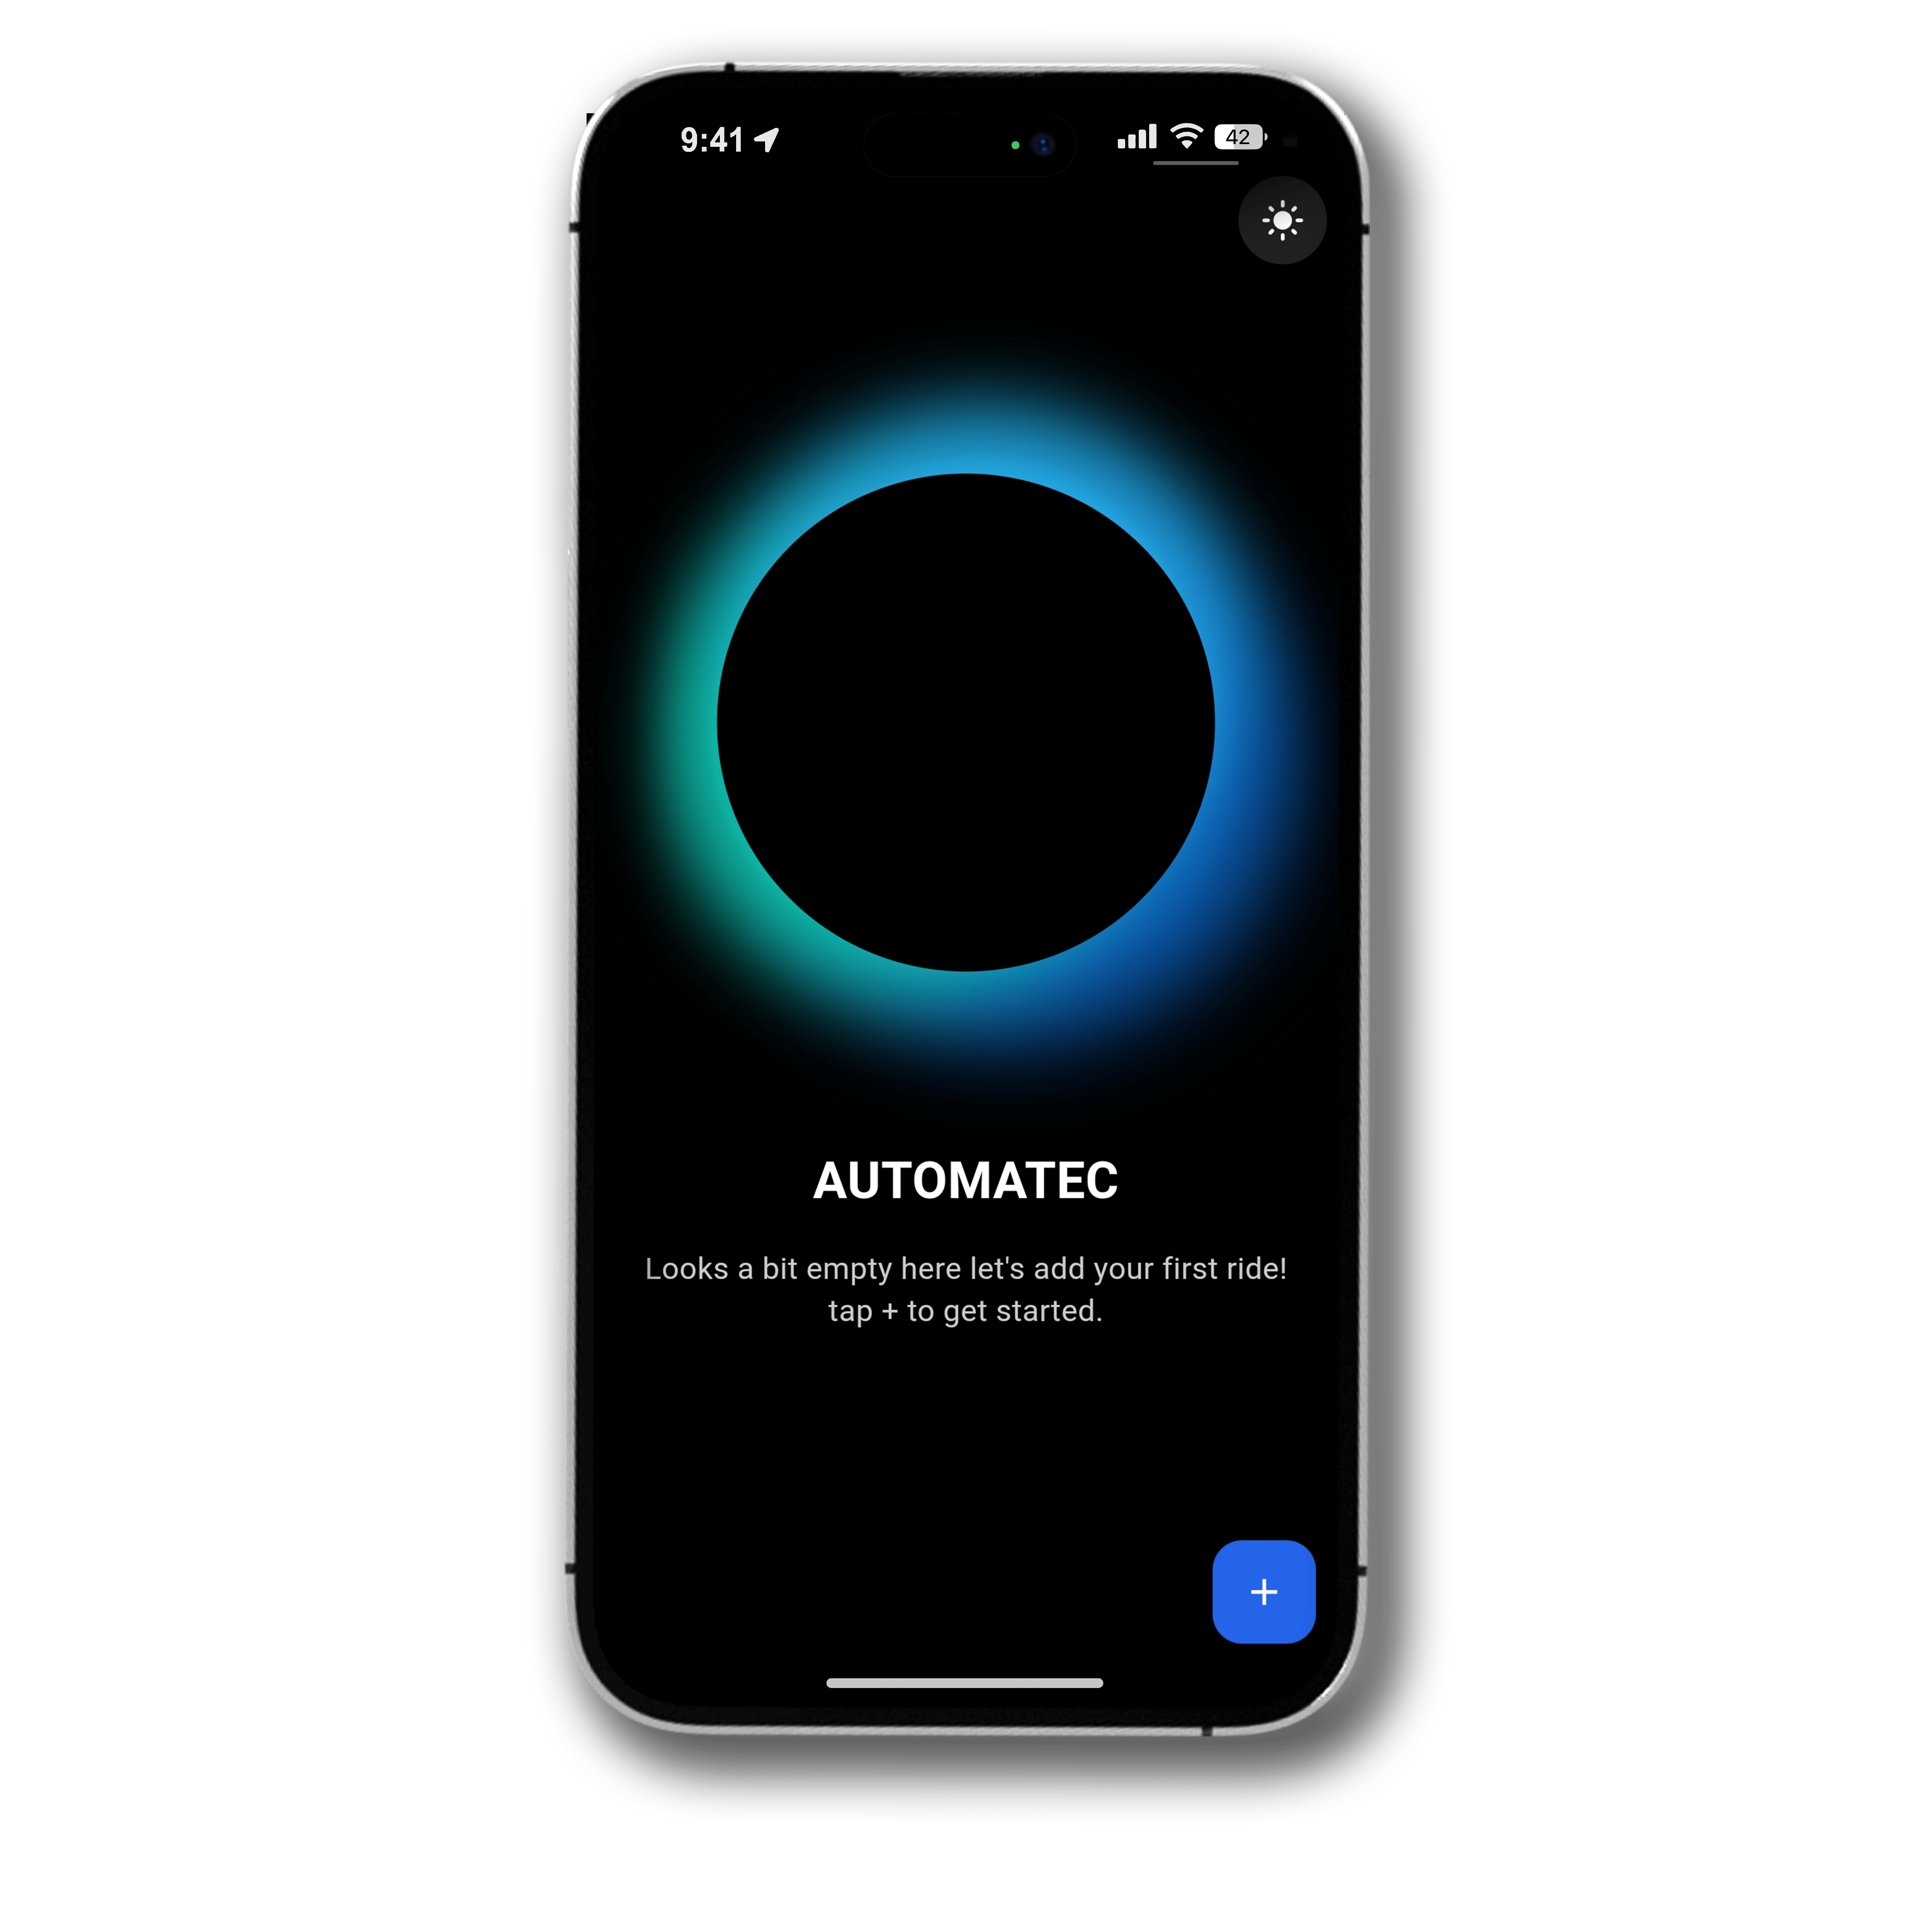 9:41 42
AUTOMATEC
Looks a bit empty here let's add your first ride!
tap + to get started.
+